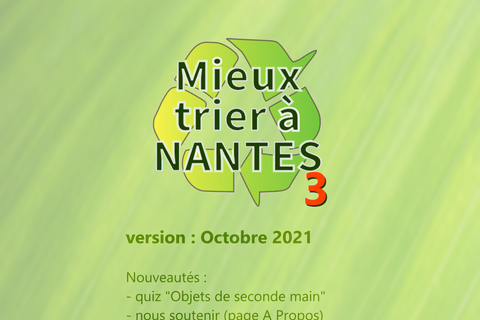 Mieux
trier à
NANTES
3
version : Octobre 2021
Nouveautés :
- quiz "Objets de seconde main"
- nous soutenir (page A Propos)